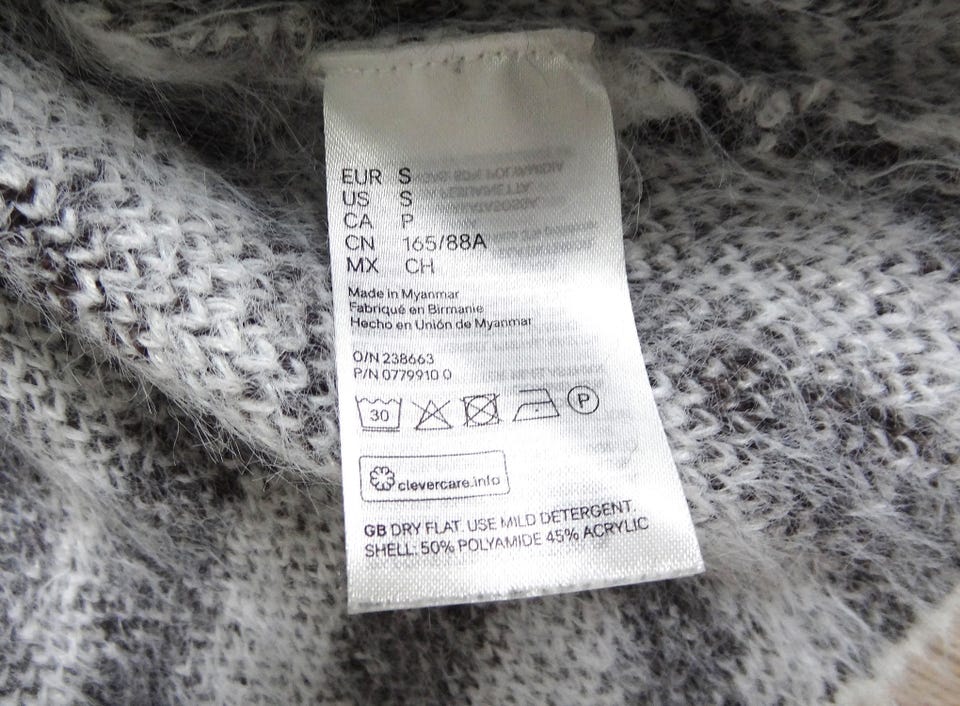 EUR S
US S
CA P
CN 165/88A
MX CH
Made in Myanmar
Fabriqué en Birmanie
Hecho en Unión de Myanmar
O/N 238663
P/N 0779910 0
30 P
clevercare.info
GB DRY FLAT. USE MILD DETERGENT.
SHELL: 50% POLYAMIDE 45% ACRYLIC